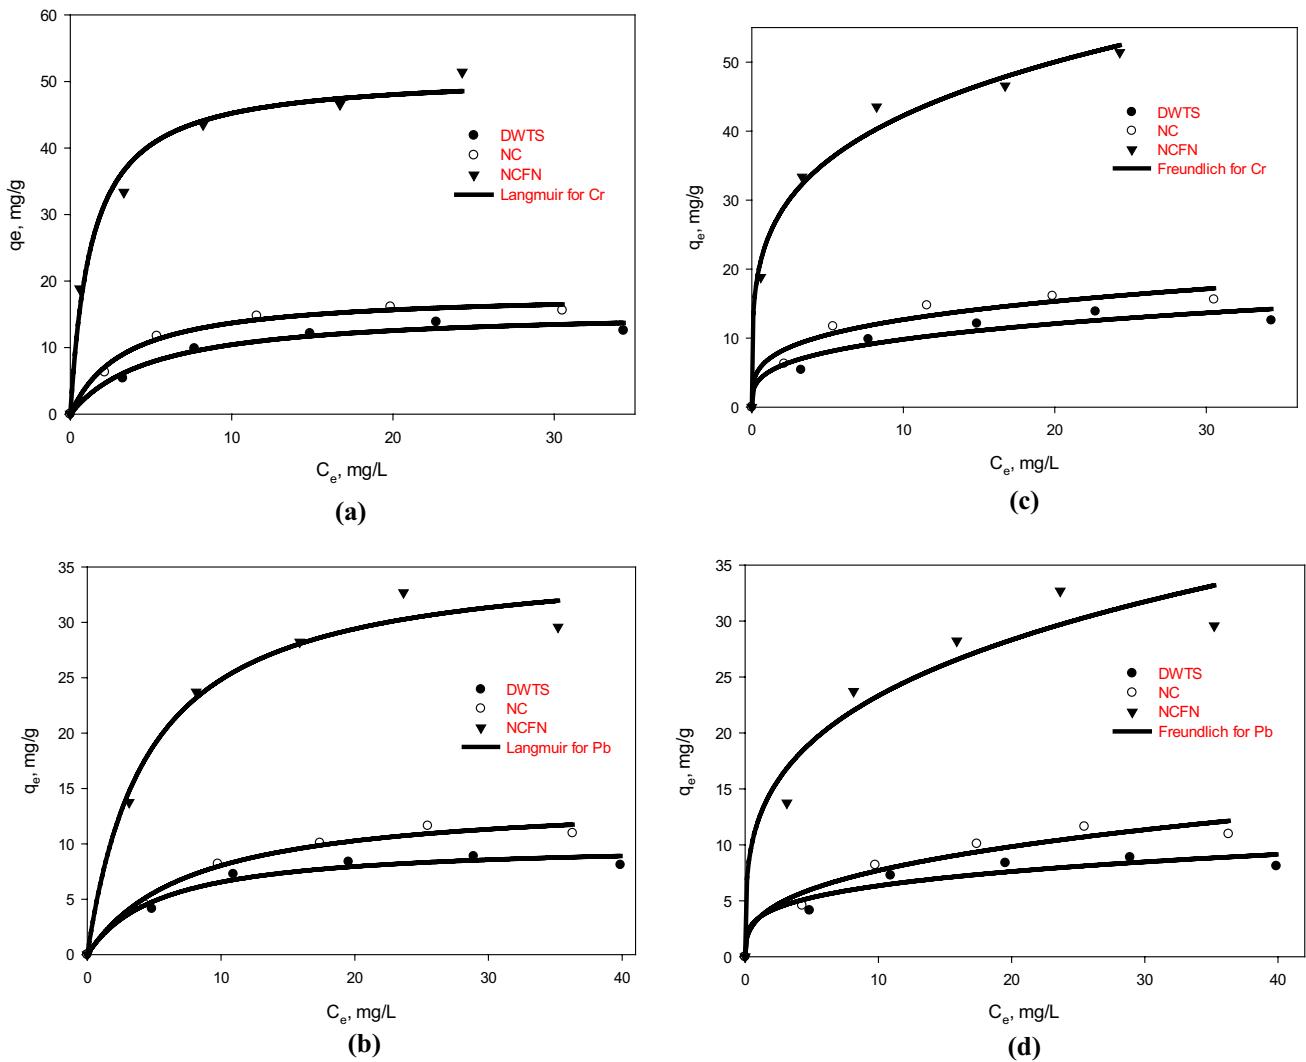 60
50
40
30
20
10
0
qe, mg/g
DWTS
NC
NCFN
Langmuir for Cr
0 10 20 30
Ce, mg/L
(a)
50
40
30
20
10
0
qe, mg/g
DWTS
NC
NCFN
Freundlich for Cr
0 10 20 30
Ce, mg/L
(c)
35
30
25
20
15
10
5
0
qe, mg/g
DWTS
NC
NCFN
Langmuir for Pb
0 10 20 30 40
Ce, mg/L
(b)
35
30
25
20
15
10
5
0
qe, mg/g
DWTS
NC
NCFN
Freundlich for Pb
0 10 20 30 40
Ce, mg/L
(d)